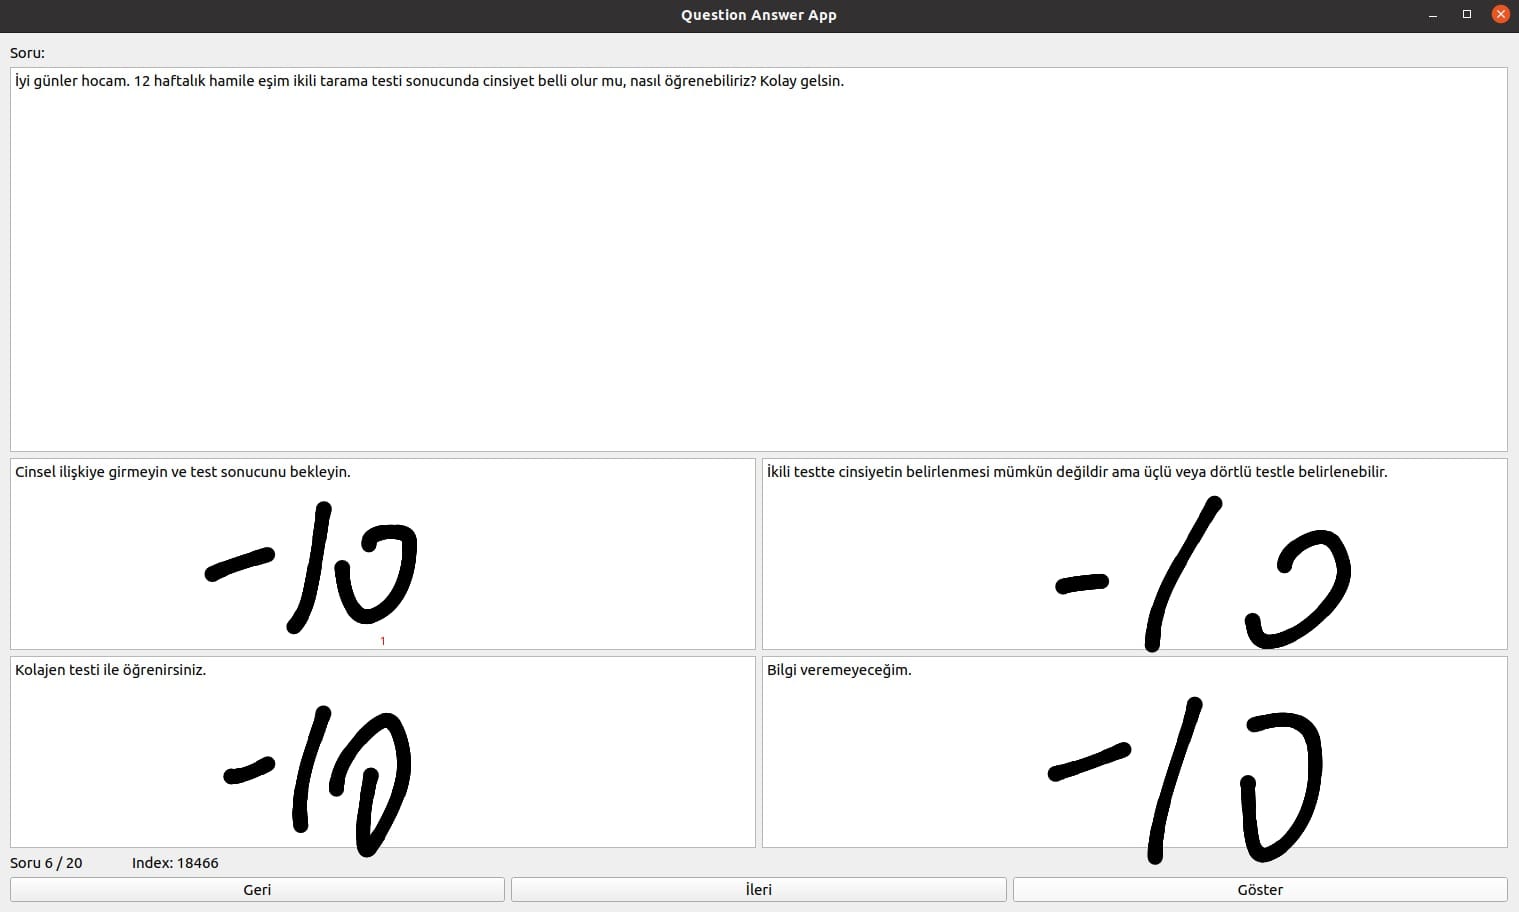 Question Answer App
Soru:
İyi günler hocam. 12 haftalık hamile eşim ikili tarama testi sonucunda cinsiyet belli olur mu, nasıl öğrenebiliriz? Kolay gelsin.
Cinsel ilişkiye girmeyin ve test sonucunu bekleyin.
-10
1
İkili testte cinsiyetin belirlenmesi mümkün değildir ama üçlü veya dörtlü testle belirlenebilir.
-10
Kolajen testi ile öğrenirsiniz.
-10
Bilgi veremeyeceğim.
-10
Soru 6 / 20
Index: 18466
Geri
İleri
Göster